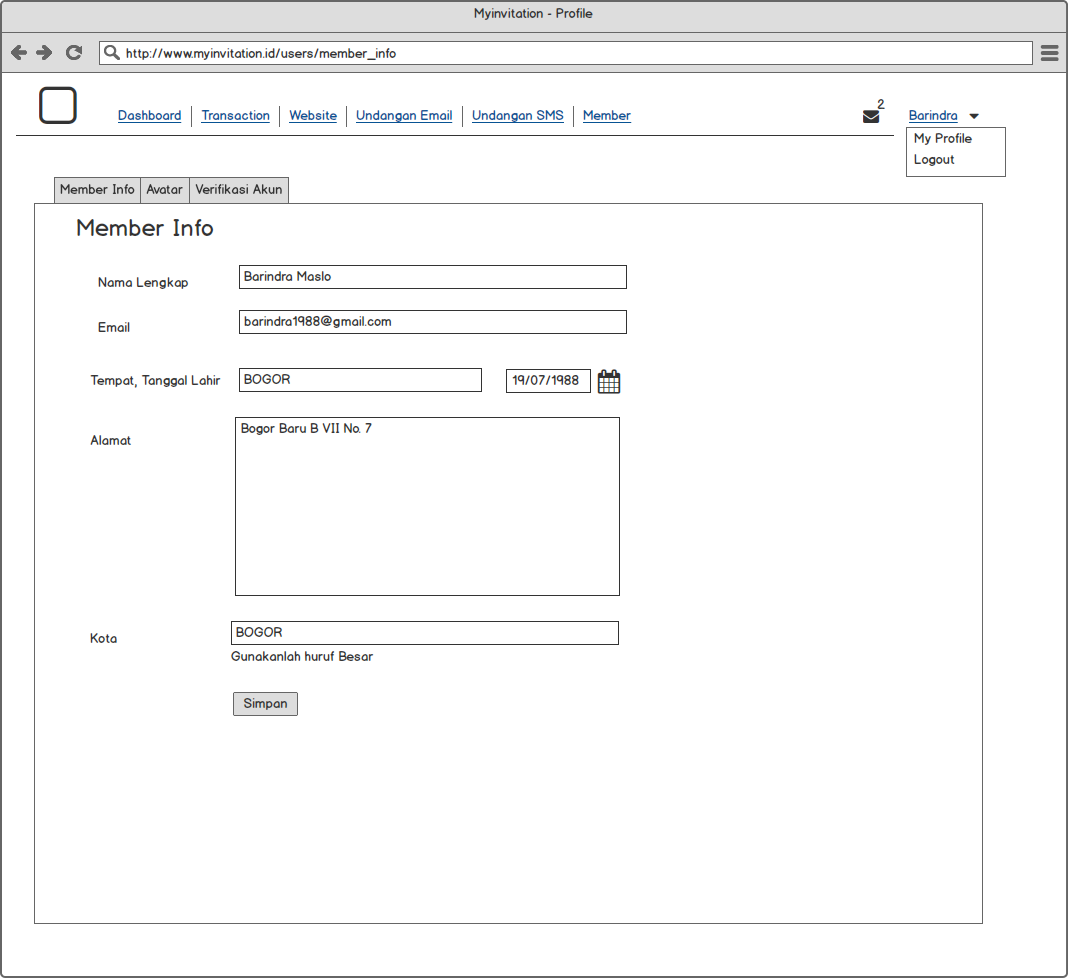 Myinvitation - Profile
http://www.myinvitation.id/users/member_info
2
Dashboard Transaction Website Undangan Email Undangan SMS Member Barindra
My Profile
Logout
Member Info Avatar Verifikasi Akun
Member Info
Nama Lengkap Barindra Maslo
Email barindra1988@gmail.com
Tempat, Tanggal Lahir BOGOR 19/07/1988
Alamat Bogor Baru B VII No. 7
Kota BOGOR
Gunakanlah huruf Besar
Simpan